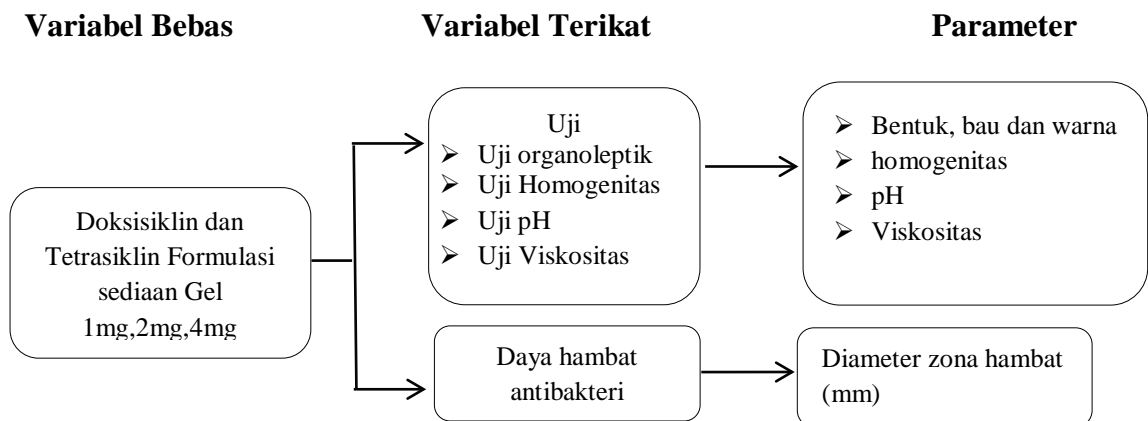 Variabel Bebas
Variabel Terikat
Parameter
Doksisiklin dan
Tetrasiklin Formulasi
sediaan Gel
1mg,2mg,4mg
Uji
➢ Uji organoleptik
➢ Uji Homogenitas
➢ Uji pH
➢ Uji Viskositas
➢ Bentuk, bau dan warna
➢ homogenitas
➢ pH
➢ Viskositas
Daya hambat
antibakteri
Diameter zona hambat
(mm)